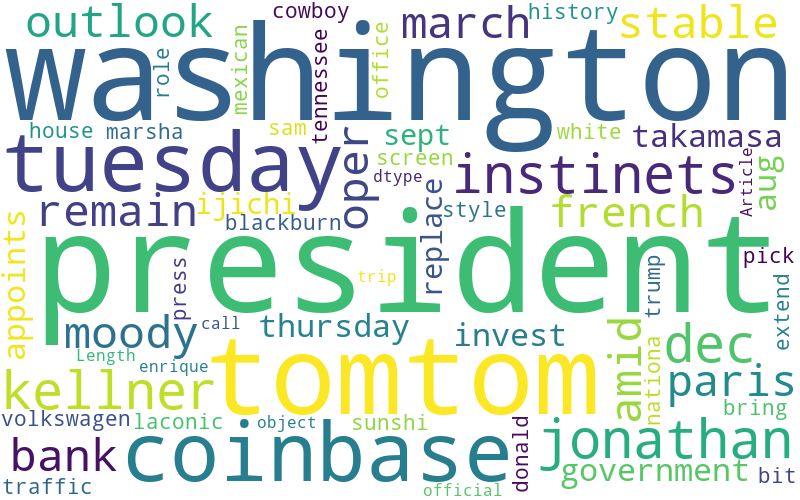 outlook
cowboy
march
history
stable
washington
role
mexican
tennessee
office
house
marsha
sam
sept
white
takamasa
tuesday
oper
screen
dtype
instinets
Article
aug
remain
ijichi
blackburn
replace
style
french
president
appoints
press
trip
trump
pick
extend
moody
call
thursday
invest
amid
nationa
dec
Length
enrique
tomtom
kellner
paris
bring
volkswagen
laconic
object
sunshi
donald
jonathan
bank
coinbase
government
bit
traffic
official